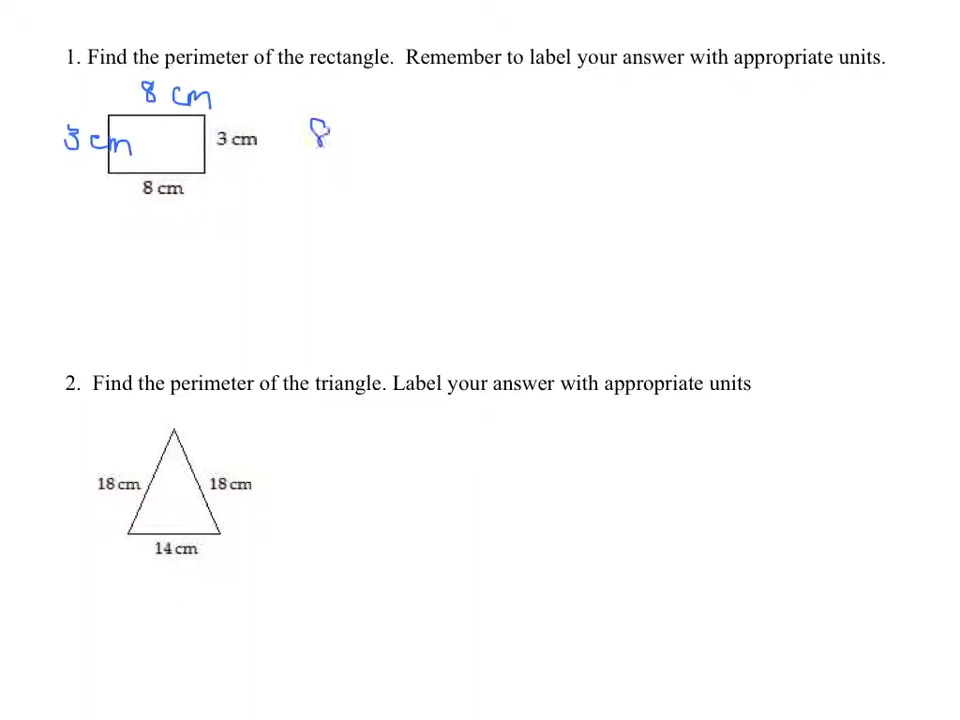 1. Find the perimeter of the rectangle. Remember to label your answer with appropriate units.
8 cm
3 cm 3 cm 8
8 cm
2. Find the perimeter of the triangle. Label your answer with appropriate units
18 cm 18 cm
14 cm